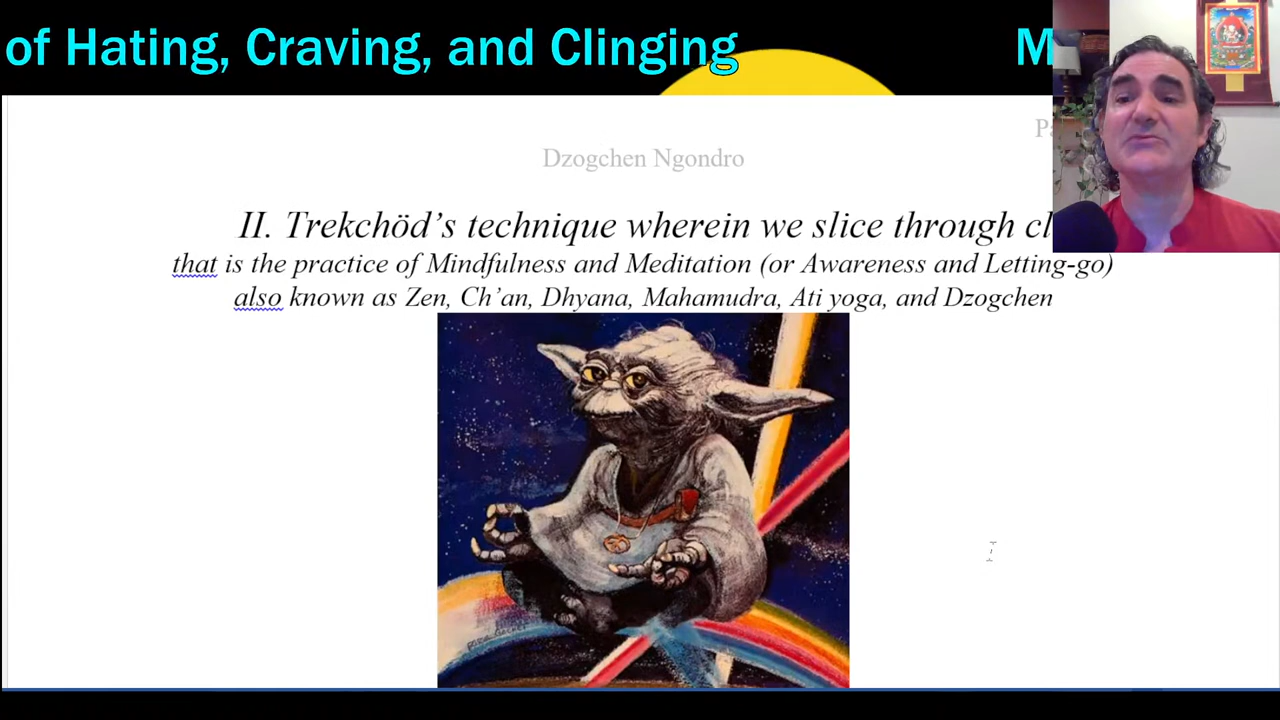 of Hating, Craving, and Clinging
M
Pa
Dzogchen Ngondro
II. Trekchöd’s technique wherein we slice through cl
that is the practice of Mindfulness and Meditation (or Awareness and Letting-go)
also known as Zen, Ch’an, Dhyana, Mahamudra, Ati yoga, and Dzogchen